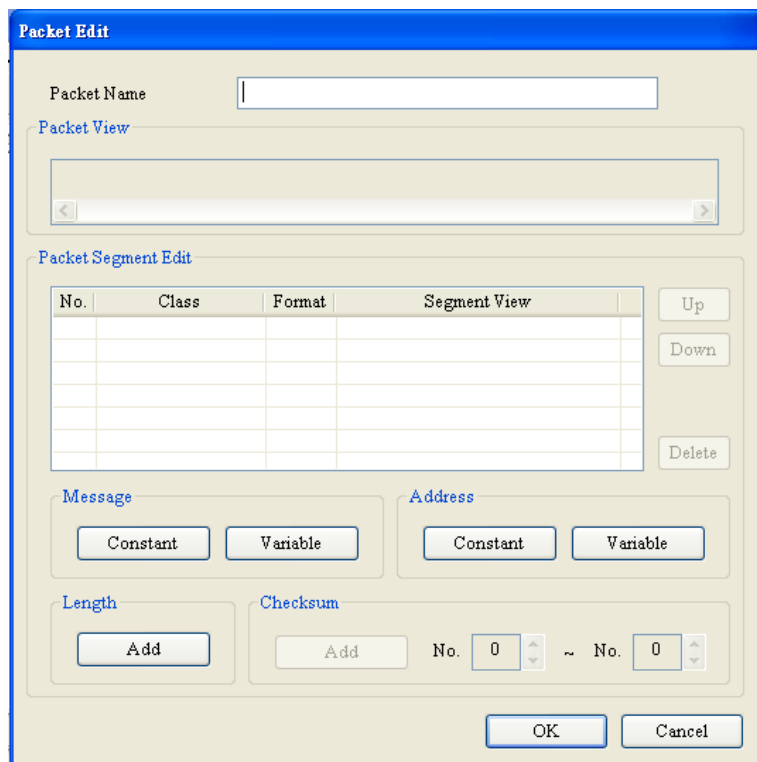 Packet Edit
Packet Name
Packet View
Packet Segment Edit
No. Class Format Segment View
Up
Down
Delete
Message Address
Constant Variable Constant Variable
Length Checksum
Add Add No. 0 ~ No. 0
OK Cancel